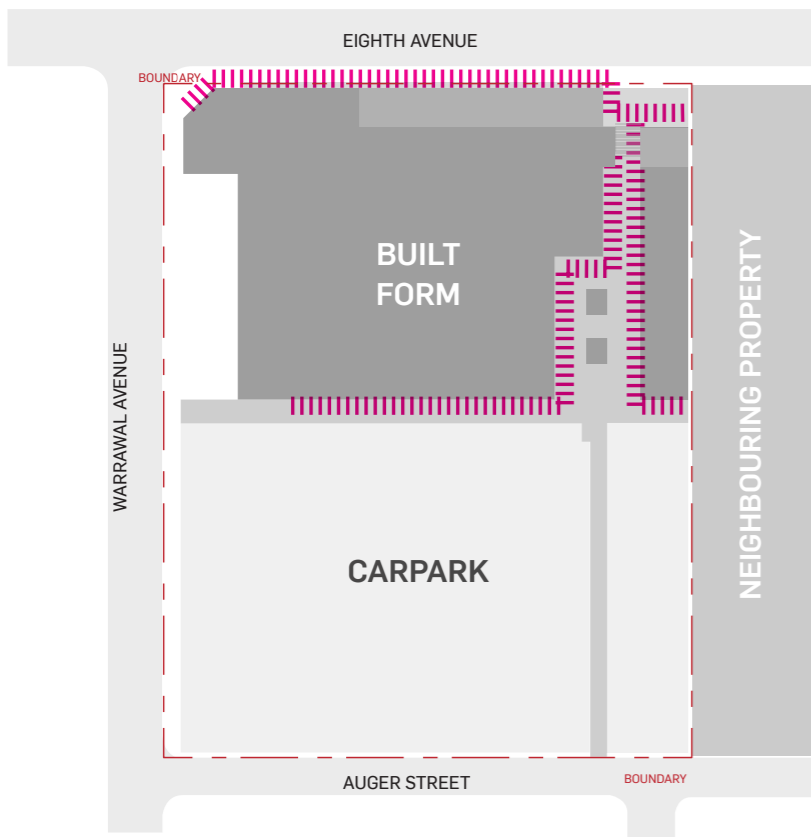 EIGHTH AVENUE
BOUNDARY
BUILT
FORM
NEIGHBOURING PROPERTY
WARRAWAL AVENUE
CARPARK
AUGER STREET
BOUNDARY